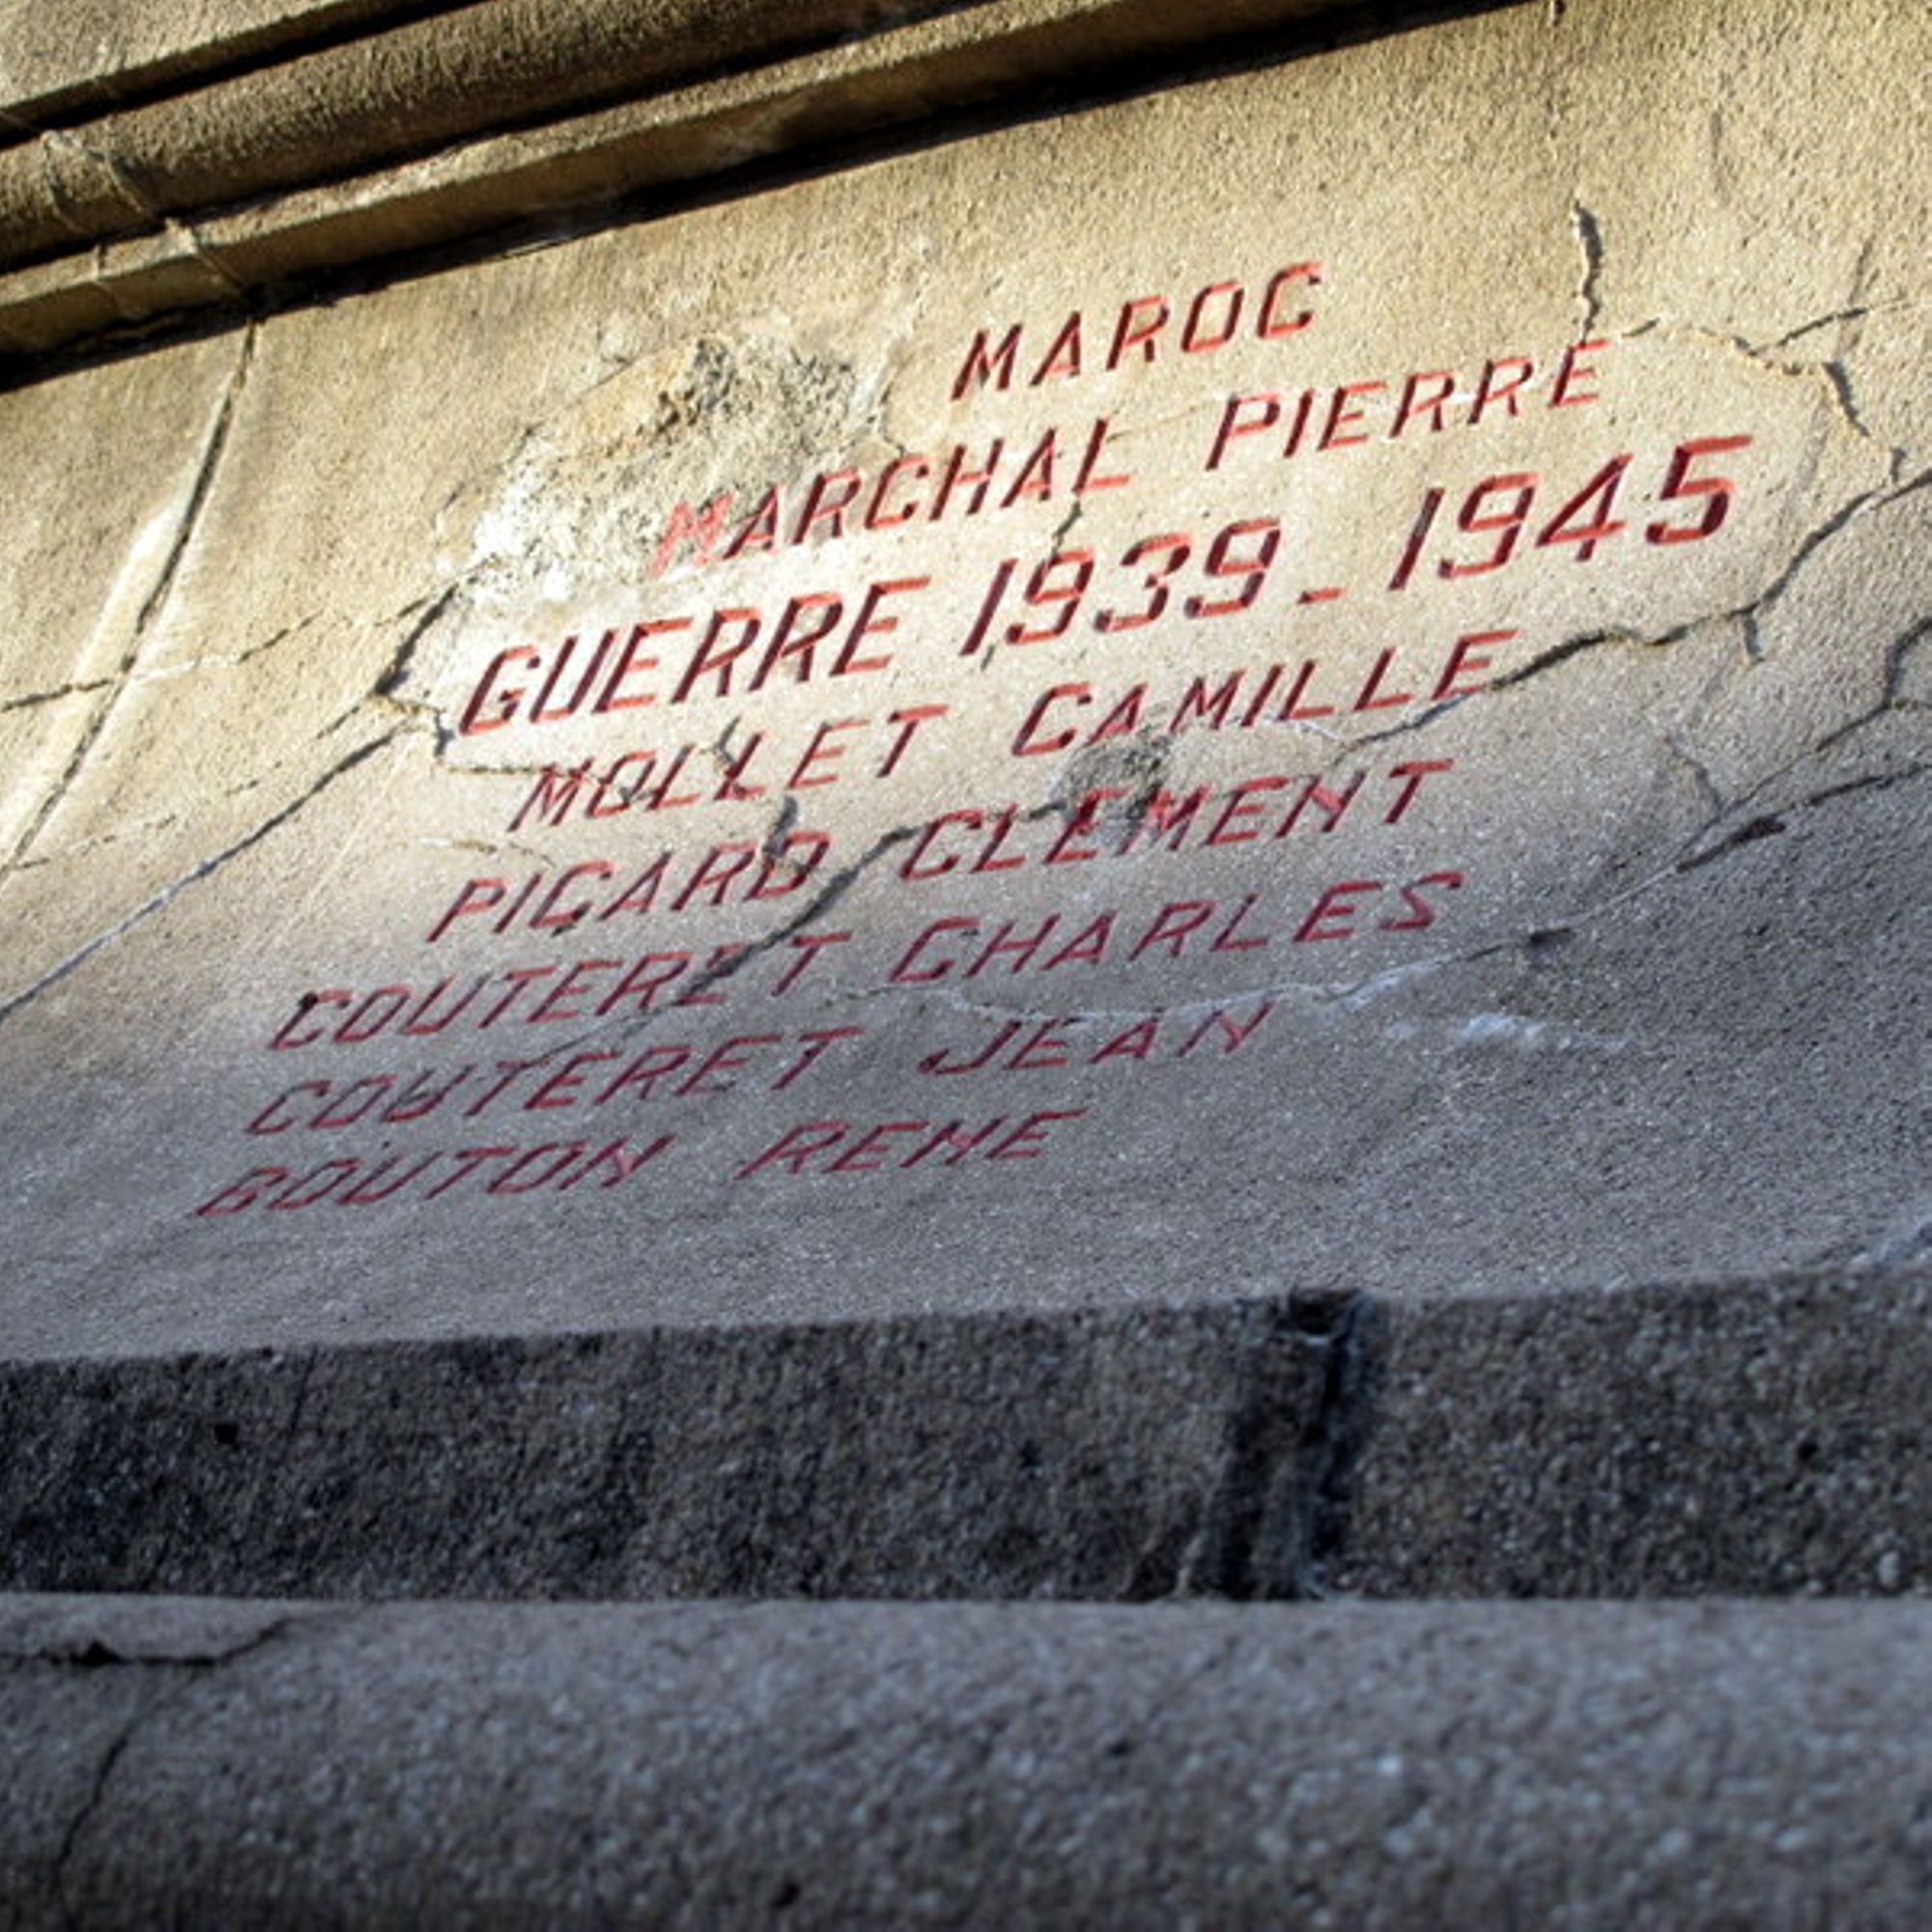 MAROC
MARCHAL PIERRE
GUERRE 1939-1945
MOLLET CAMILLE
PICARD CLEMENT
COUTERET CHARLES
COUTERET JEAN
BOUTON RENE